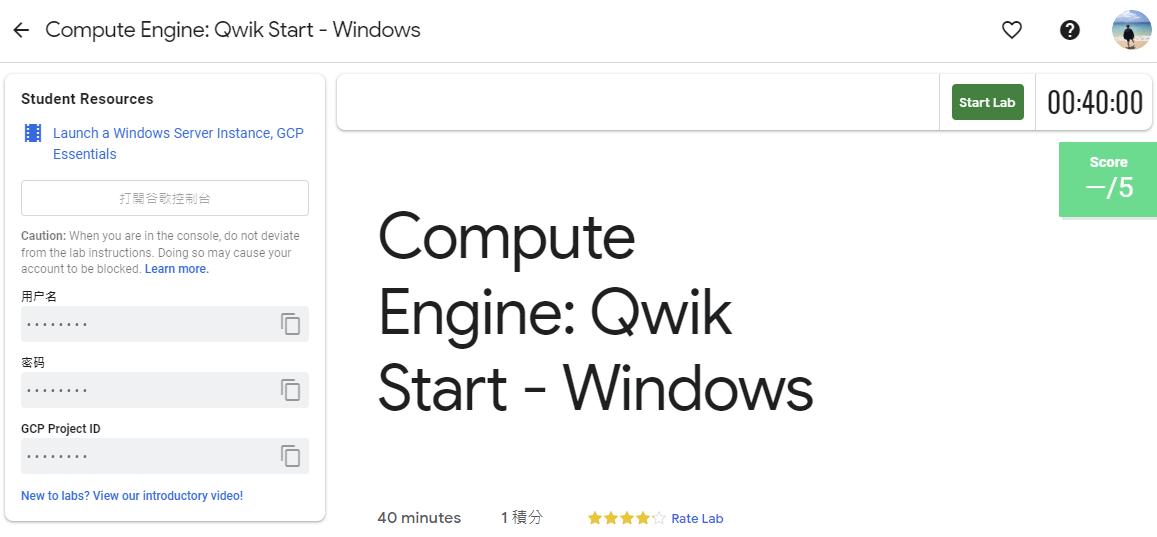 Compute Engine: Qwik Start - Windows
Student Resources
Launch a Windows Server Instance, GCP
Essentials
打開谷歌控制台
Caution: When you are in the console, do not deviate
from the lab instructions. Doing so may cause your
account to be blocked. Learn more.
用户名
••••••••
密码
••••••••
GCP Project ID
••••••••
New to labs? View our introductory video!
Start Lab
00:40:00
Score
—/5
Compute
Engine: Qwik
Start - Windows
40 minutes 1 積分 Rate Lab